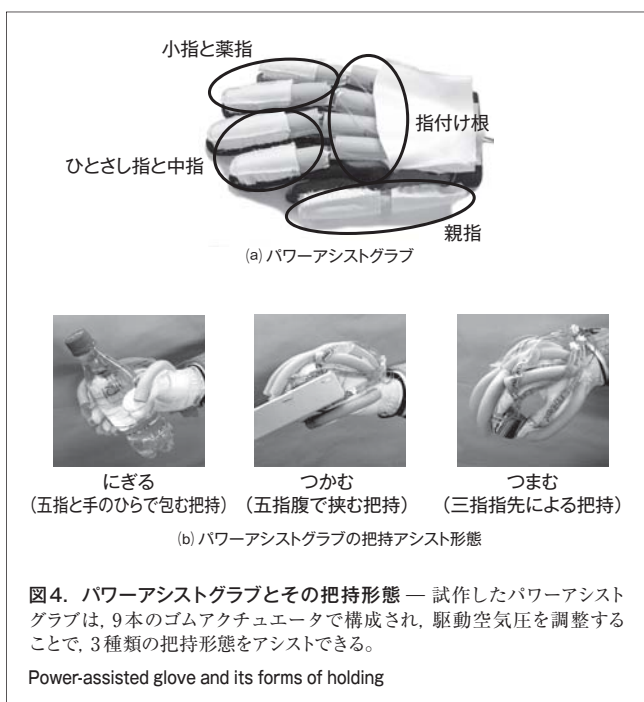 小指と薬指
指付け根
ひとさし指と中指
親指
(a) パワーアシストグラブ
にぎる
（五指と手のひらで包む把持）
つかむ
（五指腹で挟む把持）
つまむ
（三指指先による把持）
(b) パワーアシストグラブの把持アシスト形態
図4．パワーアシストグラブとその把持形態 — 試作したパワーアシスト
グラブは，9本のゴムアクチュエータで構成され，駆動空気圧を調整する
ことで，3種類の把持形態をアシストできる。
Power-assisted glove and its forms of holding